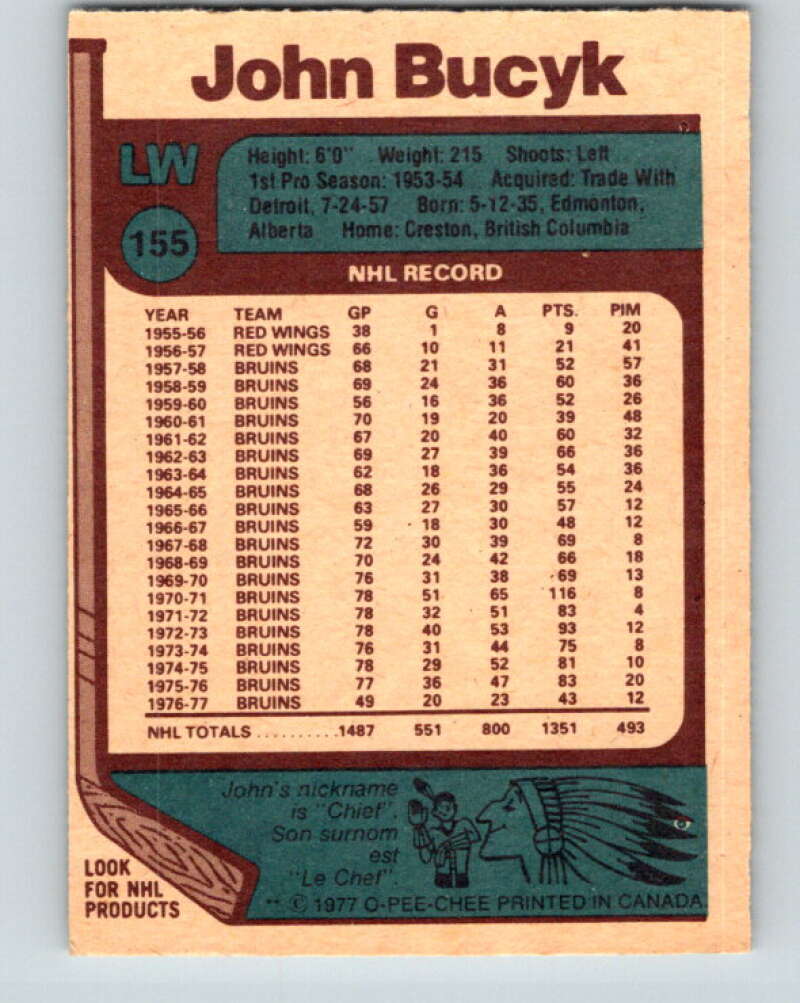 John Bucyk
LW
155
Height: 6'0" Weight: 215 Shoots: Left
1st Pro Season: 1953-54 Acquired: Trade With
Detroit, 7-24-57 Born: 5-12-35, Edmonton,
Alberta Home: Creston, British Columbia
NHL RECORD
YEAR TEAM GP G A PTS. PIM
1955-56 RED WINGS 38 1 8 9 20
1956-57 RED WINGS 66 10 11 21 41
1957-58 BRUINS 68 21 31 52 57
1958-59 BRUINS 69 24 36 60 36
1959-60 BRUINS 56 16 36 52 26
1960-61 BRUINS 70 19 20 39 48
1961-62 BRUINS 67 20 40 60 32
1962-63 BRUINS 69 27 39 66 36
1963-64 BRUINS 62 18 36 54 36
1964-65 BRUINS 68 26 29 55 24
1965-66 BRUINS 63 27 30 57 12
1966-67 BRUINS 59 18 30 48 12
1967-68 BRUINS 72 30 39 69 8
1968-69 BRUINS 70 24 42 66 18
1969-70 BRUINS 76 31 38 69 13
1970-71 BRUINS 78 51 65 116 8
1971-72 BRUINS 78 32 51 83 4
1972-73 BRUINS 78 40 53 93 12
1973-74 BRUINS 76 31 44 75 8
1974-75 BRUINS 78 29 52 81 10
1975-76 BRUINS 77 36 47 83 20
1976-77 BRUINS 49 20 23 43 12
NHL TOTALS ..........1487 551 800 1351 493
John's nickname
is "Chief".
Son surnom
est
"Le Chef".
LOOK
FOR NHL
PRODUCTS
** © 1977 O-PEE-CHEE PRINTED IN CANADA.